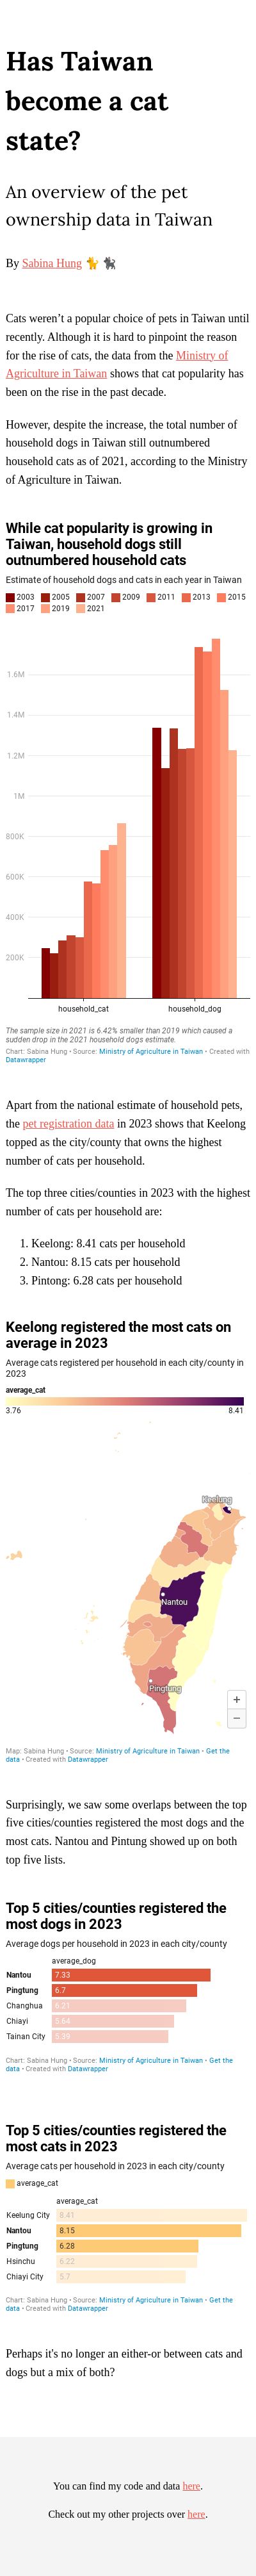 Has Taiwan
become a cat
state?
An overview of the pet
ownership data in Taiwan
By Sabina Hung 🐈 🐈‍⬛
Cats weren’t a popular choice of pets in Taiwan until
recently. Although it is hard to pinpoint the reason
for the rise of cats, the data from the Ministry of
Agriculture in Taiwan shows that cat popularity has
been on the rise in the past decade.
However, despite the increase, the total number of
household dogs in Taiwan still outnumbered
household cats as of 2021, according to the Ministry
of Agriculture in Taiwan.
While cat popularity is growing in
Taiwan, household dogs still
outnumbered household cats
Estimate of household dogs and cats in each year in Taiwan
2003 2005 2007 2009 2011 2013 2015
2017 2019 2021
1.6M
1.4M
1.2M
1M
800K
600K
400K
200K
household_cat household_dog
The sample size in 2021 is 6.42% smaller than 2019 which caused a
sudden drop in the 2021 household dogs estimate.
Chart: Sabina Hung • Source: Ministry of Agriculture in Taiwan • Created with
Datawrapper
Apart from the national estimate of household pets,
the pet registration data in 2023 shows that Keelong
topped as the city/county that owns the highest
number of cats per household.
The top three cities/counties in 2023 with the highest
number of cats per household are:
1. Keelong: 8.41 cats per household
2. Nantou: 8.15 cats per household
3. Pintong: 6.28 cats per household
Keelong registered the most cats on
average in 2023
Average cats registered per household in each city/county in
2023
average_cat
3.76 8.41
Keelung
Nantou
Pingtung
+
−
Map: Sabina Hung • Source: Ministry of Agriculture in Taiwan • Get the
data • Created with Datawrapper
Surprisingly, we saw some overlaps between the top
five cities/counties registered the most dogs and the
most cats. Nantou and Pintung showed up on both
top five lists.
Top 5 cities/counties registered the
most dogs in 2023
Average dogs per household in 2023 in each city/county
average_dog
Nantou 7.33
Pingtung 6.7
Changhua 6.21
Chiayi 5.64
Tainan City 5.39
Chart: Sabina Hung • Source: Ministry of Agriculture in Taiwan • Get the
data • Created with Datawrapper
Top 5 cities/counties registered the
most cats in 2023
Average cats per household in 2023 in each city/county
average_cat
average_cat
Keelung City 8.41
Nantou 8.15
Pingtung 6.28
Hsinchu 6.22
Chiayi City 5.7
Chart: Sabina Hung • Source: Ministry of Agriculture in Taiwan • Get the
data • Created with Datawrapper
Perhaps it's no longer an either-or between cats and
dogs but a mix of both?
You can find my code and data here.
Check out my other projects over here.